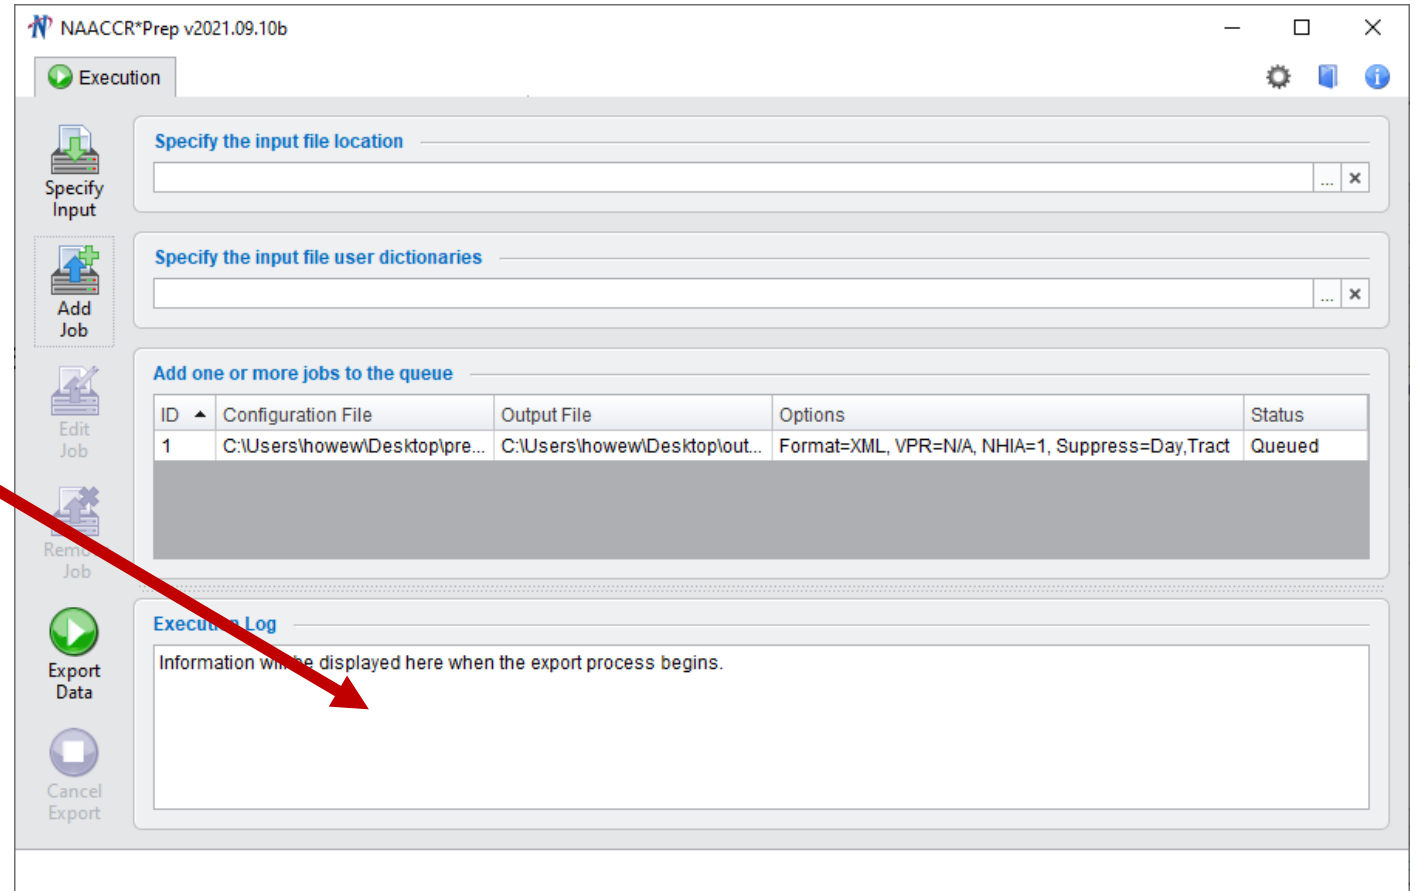 NAACCR*Prep v2021.09.10b
Execution
Specify
Input
Specify the input file location
...
Add
Job
Specify the input file user dictionaries
...
Edit
Job
Add one or more jobs to the queue
ID Configuration File Output File Options Status
1 C:\Users\howew\Desktop\pre... C:\Users\howew\Desktop\out... Format=XML, VPR=N/A, NHIA=1, Suppress=Day,Tract Queued
Job
Export
Data
Execution Log
Information will be displayed here when the export process begins.
Cancel
Export